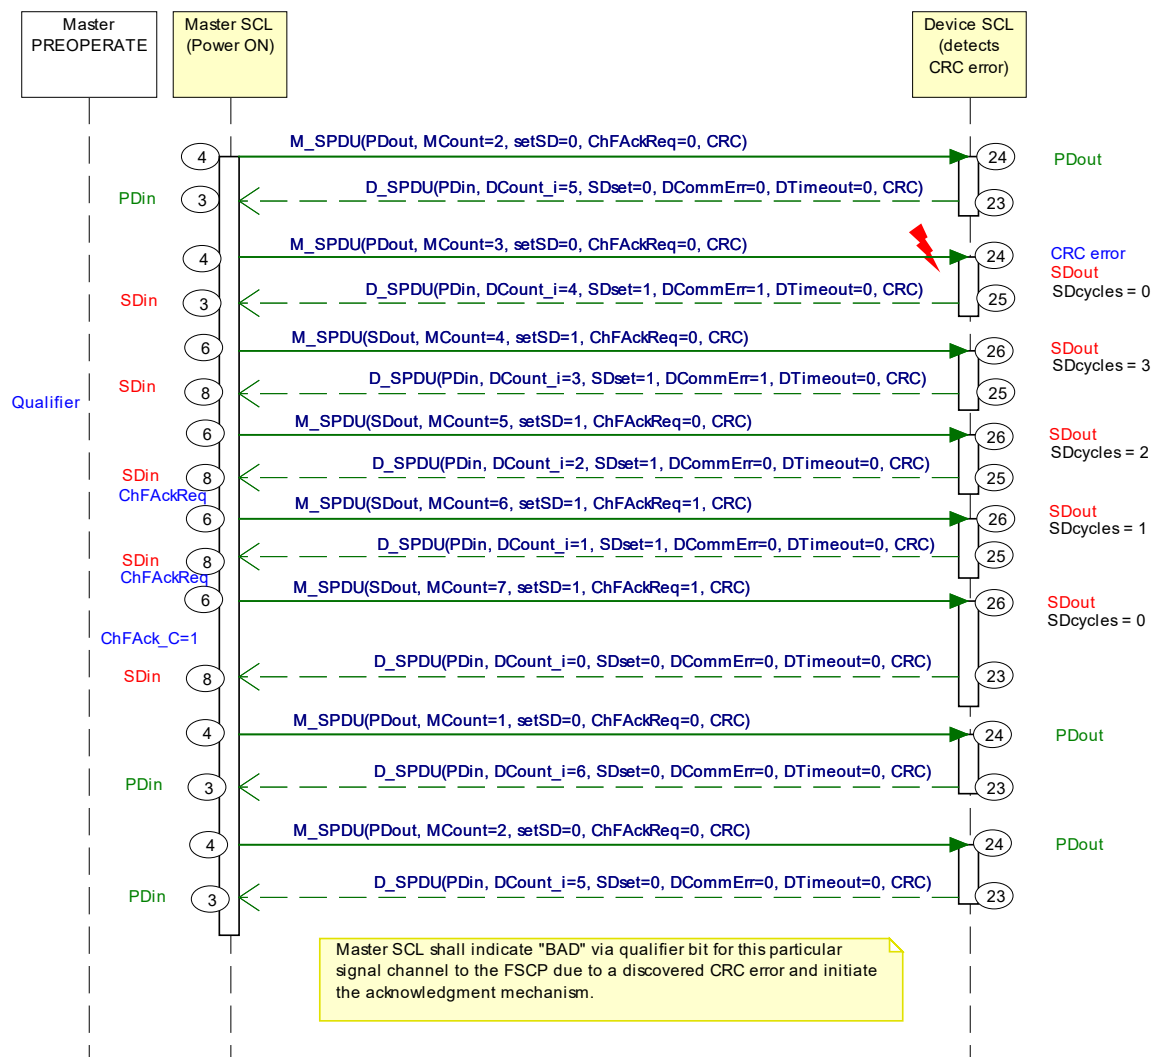 Master
PREOPERATE
Master SCL
(Power ON)
Device SCL
(detects
CRC error)
M_SPDU(PDout, MCount=2, setSD=0, ChFAckReq=0, CRC)
4
24
PDout
D_SPDU(PDin, DCount_i=5, SDset=0, DCommErr=0, DTimeout=0, CRC)
PDin
3
23
M_SPDU(PDout, MCount=3, setSD=0, ChFAckReq=0, CRC)
4
24
CRC error
SDout
SDcycles = 0
D_SPDU(PDin, DCount_i=4, SDset=1, DCommErr=1, DTimeout=0, CRC)
SDin
3
25
M_SPDU(SDout, MCount=4, setSD=1, ChFAckReq=0, CRC)
6
26
SDout
SDcycles = 3
D_SPDU(PDin, DCount_i=3, SDset=1, DCommErr=1, DTimeout=0, CRC)
SDin
8
25
Qualifier
M_SPDU(SDout, MCount=5, setSD=1, ChFAckReq=0, CRC)
6
26
SDout
SDcycles = 2
D_SPDU(PDin, DCount_i=2, SDset=1, DCommErr=0, DTimeout=0, CRC)
SDin
8
25
ChFAckReq
M_SPDU(SDout, MCount=6, setSD=1, ChFAckReq=1, CRC)
6
26
SDout
SDcycles = 1
D_SPDU(PDin, DCount_i=1, SDset=1, DCommErr=0, DTimeout=0, CRC)
SDin
8
25
ChFAckReq
M_SPDU(SDout, MCount=7, setSD=1, ChFAckReq=1, CRC)
6
26
SDout
SDcycles = 0
ChFAck_C=1
D_SPDU(PDin, DCount_i=0, SDset=0, DCommErr=0, DTimeout=0, CRC)
SDin
8
23
M_SPDU(PDout, MCount=1, setSD=0, ChFAckReq=0, CRC)
4
24
PDout
D_SPDU(PDin, DCount_i=6, SDset=0, DCommErr=0, DTimeout=0, CRC)
PDin
3
23
M_SPDU(PDout, MCount=2, setSD=0, ChFAckReq=0, CRC)
4
24
PDout
D_SPDU(PDin, DCount_i=5, SDset=0, DCommErr=0, DTimeout=0, CRC)
PDin
3
23
Master SCL shall indicate "BAD" via qualifier bit for this particular
signal channel to the FSCP due to a discovered CRC error and initiate
the acknowledgment mechanism.